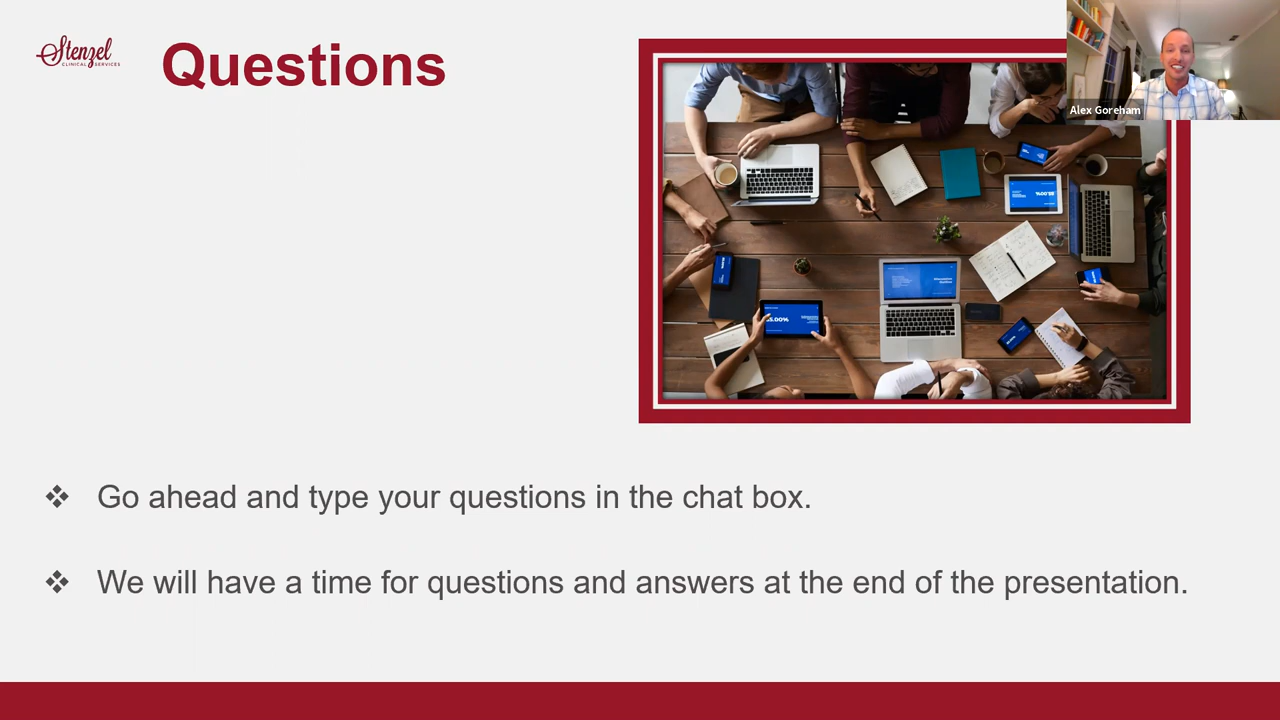 Stenzel
CLINICAL SERVICES
Questions
Alex Goreham
Go ahead and type your questions in the chat box.
We will have a time for questions and answers at the end of the presentation.